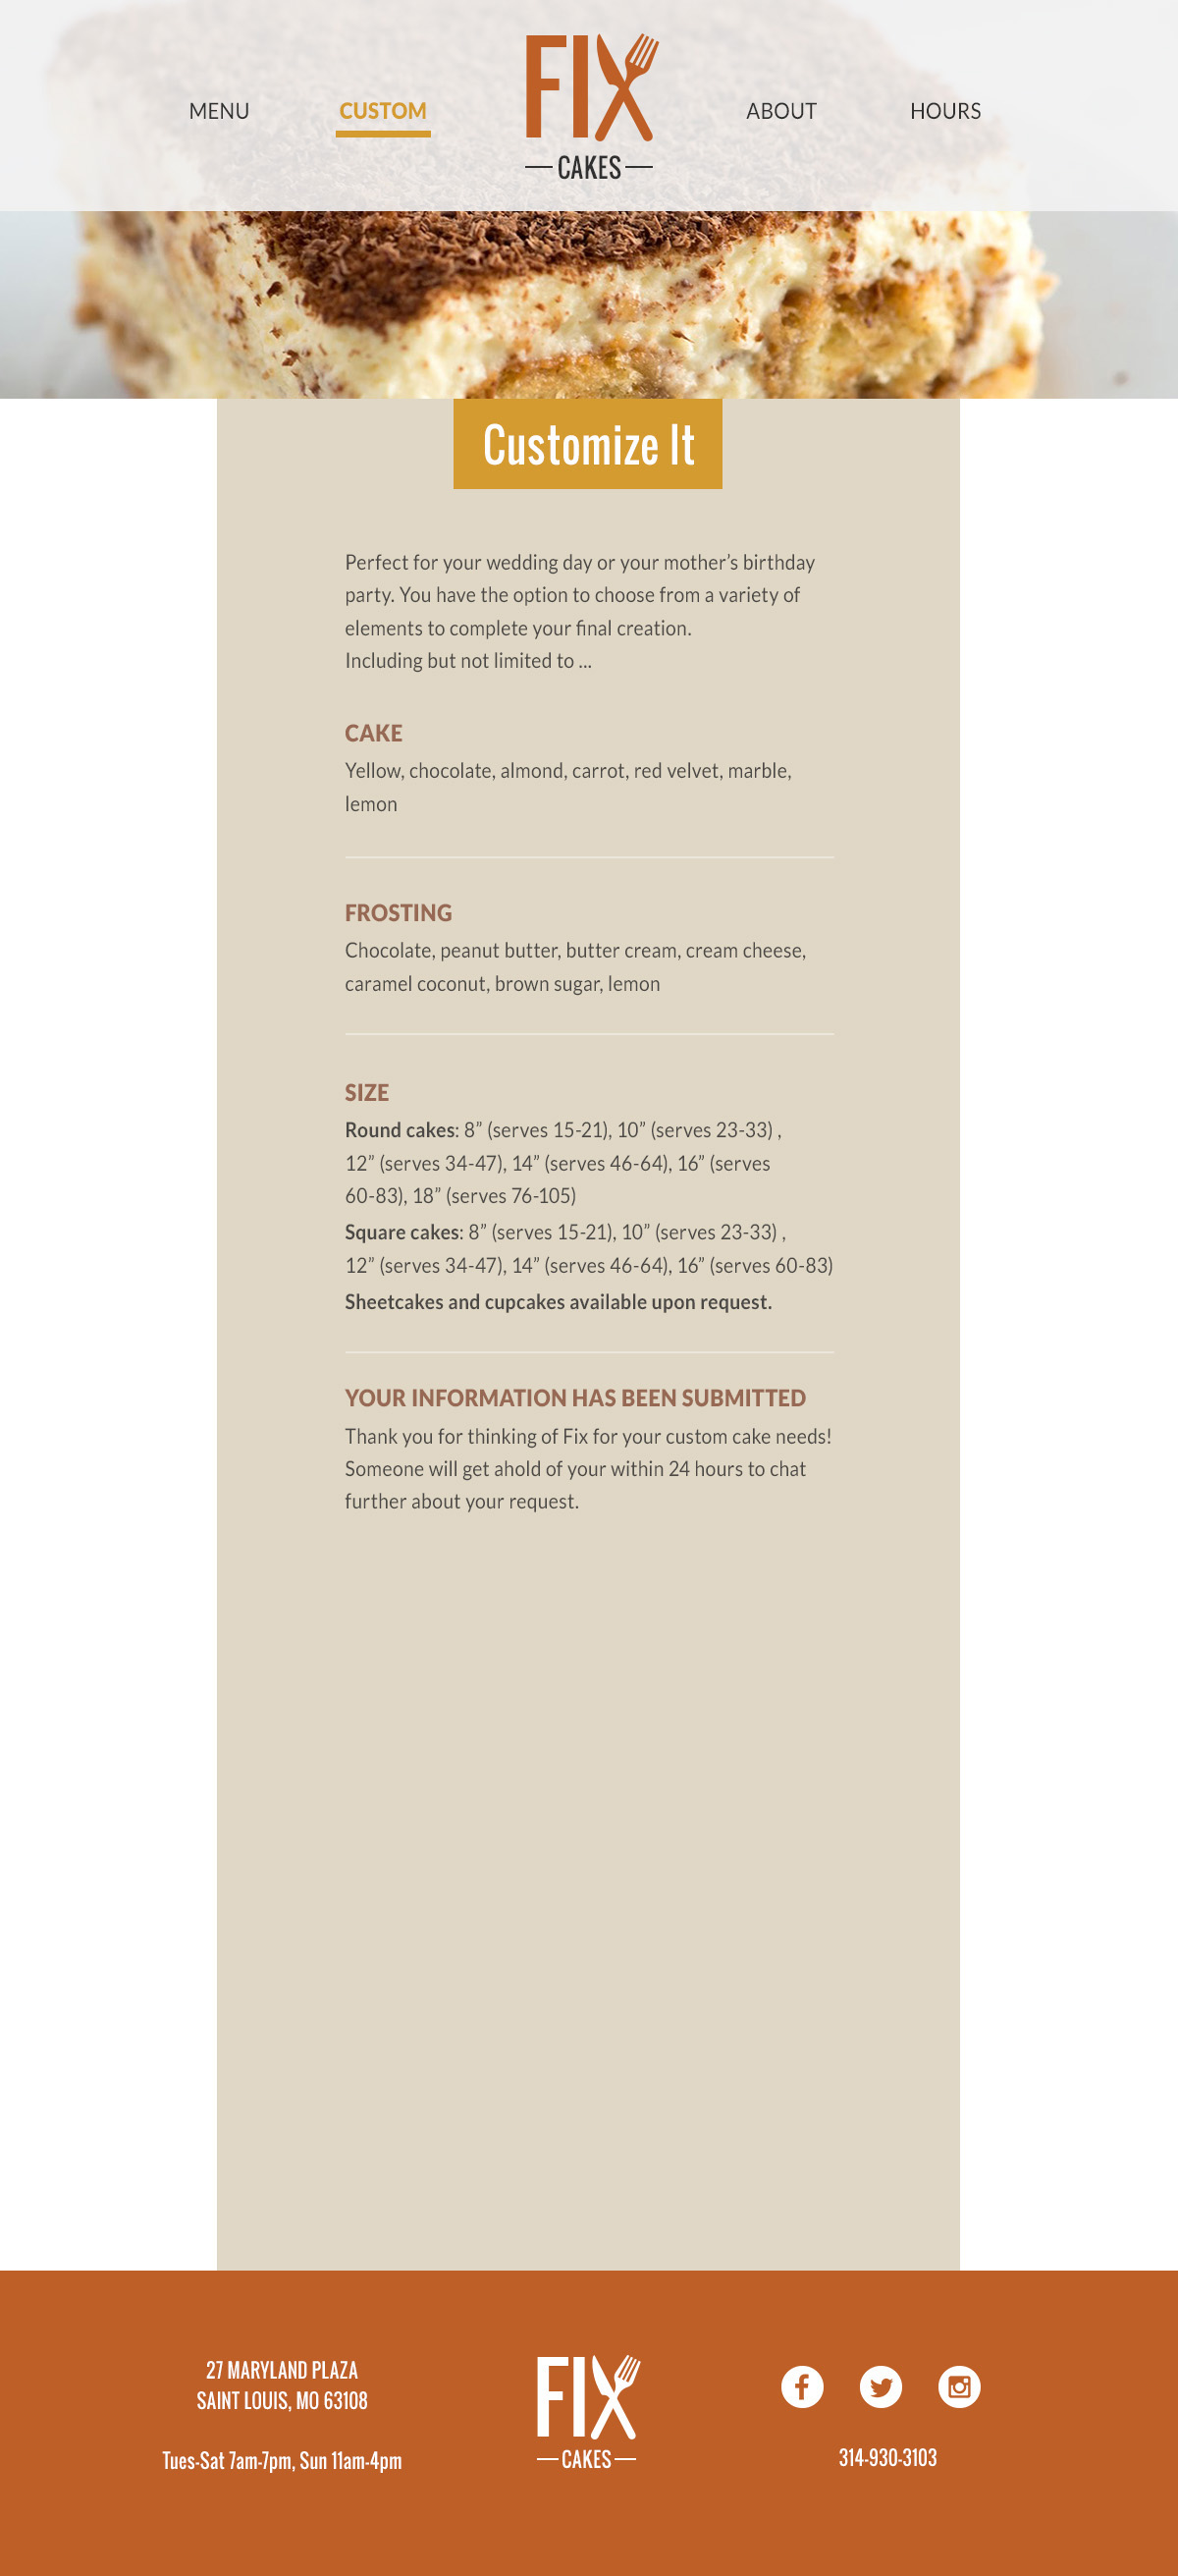 MENU
CUSTOM
FIX
CAKES
ABOUT
HOURS
Customize It
Perfect for your wedding day or your mother’s birthday
party. You have the option to choose from a variety of
elements to complete your final creation.
Including but not limited to ...
CAKE
Yellow, chocolate, almond, carrot, red velvet, marble,
lemon
FROSTING
Chocolate, peanut butter, butter cream, cream cheese,
caramel coconut, brown sugar, lemon
SIZE
Round cakes: 8” (serves 15-21), 10” (serves 23-33) ,
12” (serves 34-47), 14” (serves 46-64), 16” (serves
60-83), 18” (serves 76-105)
Square cakes: 8” (serves 15-21), 10” (serves 23-33) ,
12” (serves 34-47), 14” (serves 46-64), 16” (serves 60-83)
Sheetcakes and cupcakes available upon request.
YOUR INFORMATION HAS BEEN SUBMITTED
Thank you for thinking of Fix for your custom cake needs!
Someone will get ahold of your within 24 hours to chat
further about your request.
27 MARYLAND PLAZA
SAINT LOUIS, MO 63108
Tues-Sat 7am-7pm, Sun 11am-4pm
FIX
CAKES
314-930-3103